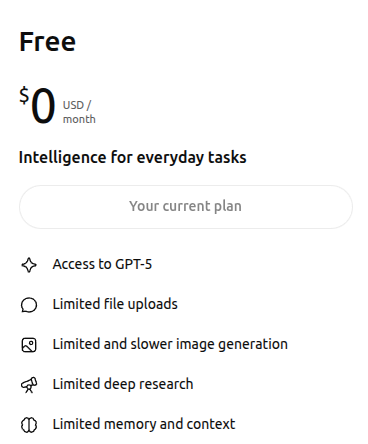 Free
$0 USD /
month
Intelligence for everyday tasks
Your current plan
Access to GPT-5
Limited file uploads
Limited and slower image generation
Limited deep research
Limited memory and context